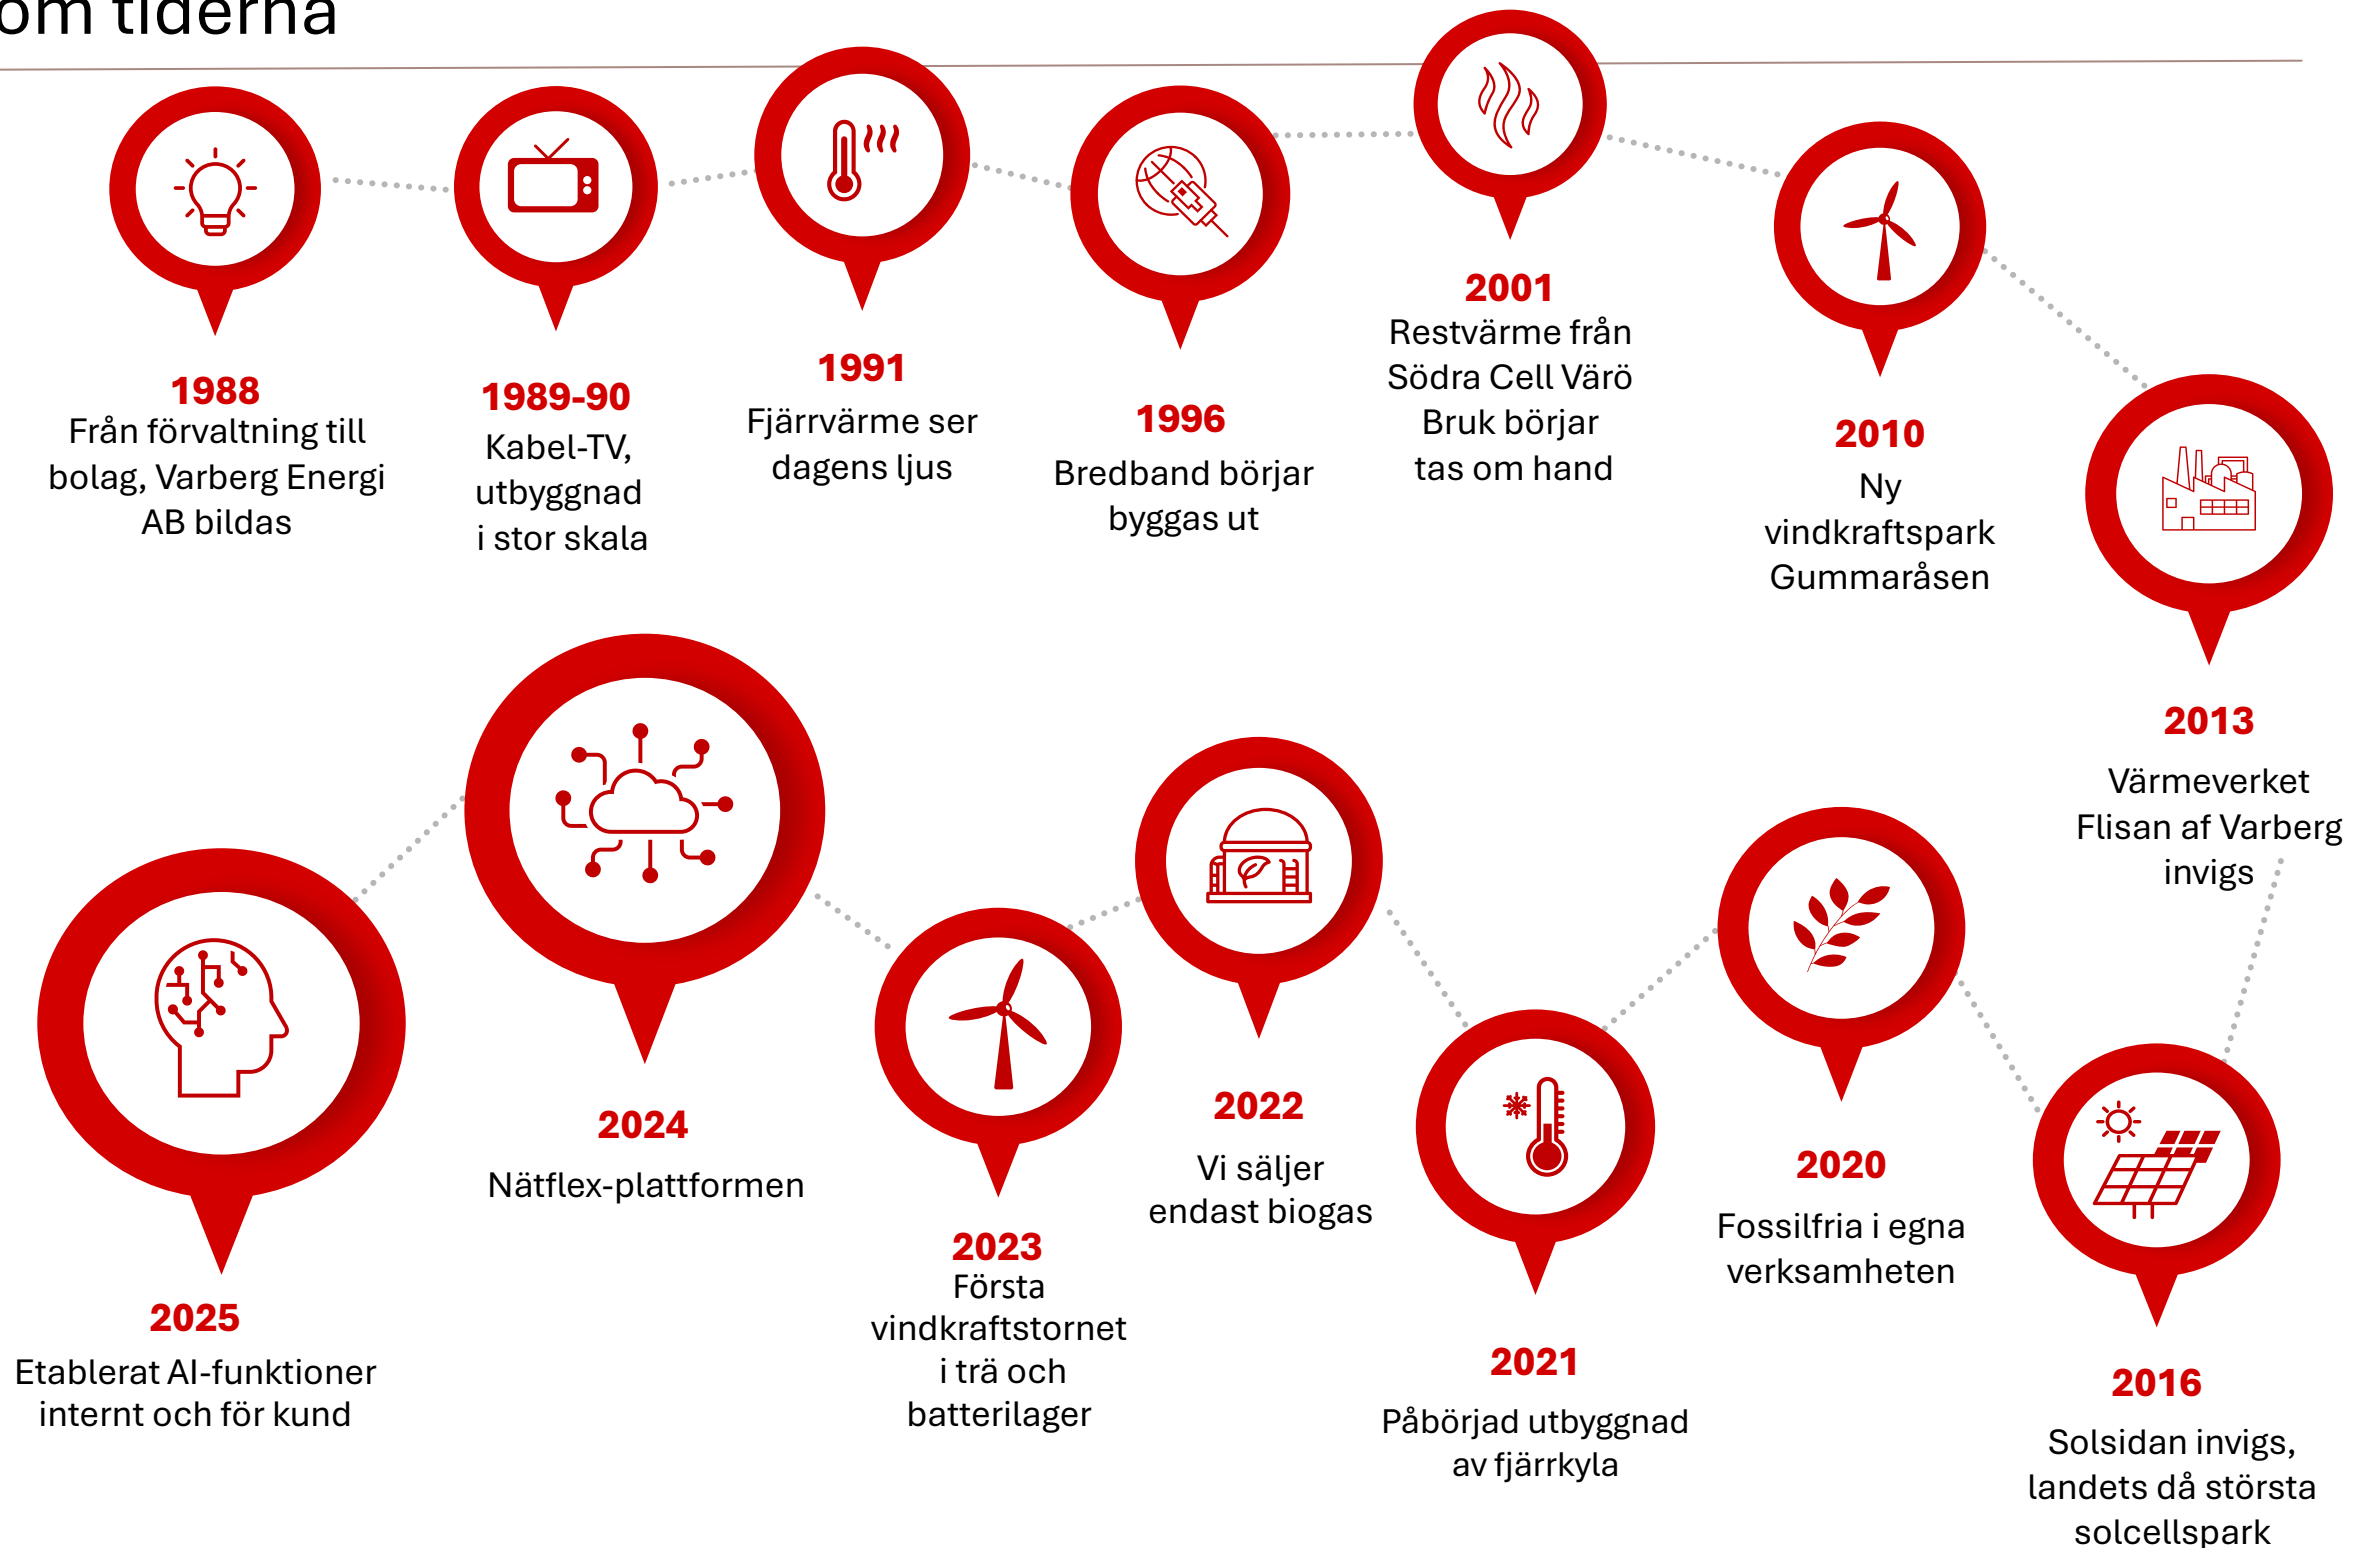 om tiderna
1988
Från förvaltning till
bolag, Varberg Energi
AB bildas
1989-90
Kabel-TV,
utbyggnad
i stor skala
1991
Fjärrvärme ser
dagens ljus
1996
Bredband börjar
byggas ut
2001
Restvärme från
Södra Cell Värö
Bruk börjar
tas om hand
2010
Ny
vindkraftspark
Gummaråsen
2013
Värmeverket
Flisan af Varberg
invigs
2016
Solsidan invigs,
landets då största
solcellspark
2020
Fossilfria i egna
verksamheten
2021
Påbörjad utbyggnad
av fjärrkyla
2022
Vi säljer
endast biogas
2023
Första
vindkraftstornet
i trä och
batterilager
2024
Nätflex-plattformen
2025
Etablerat AI-funktioner
internt och för kund